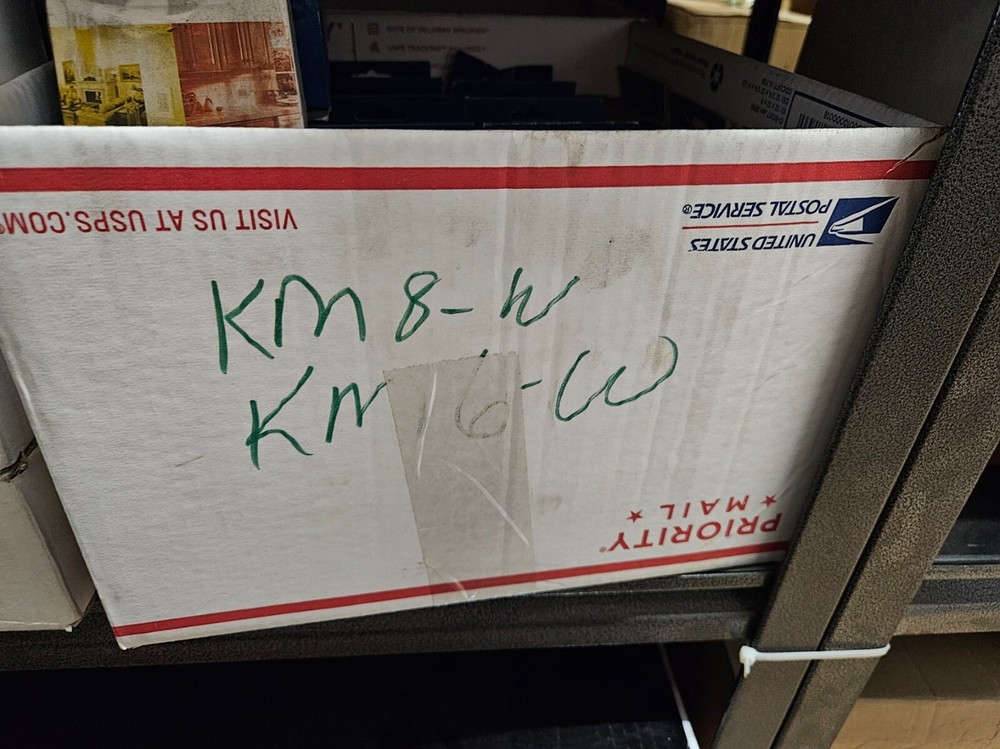 VISIT US AT USPS.COM®
UNITED STATES
POSTAL SERVICE®
KM 8-W
KM 6-W
PRIORITY®
★ MAIL ★